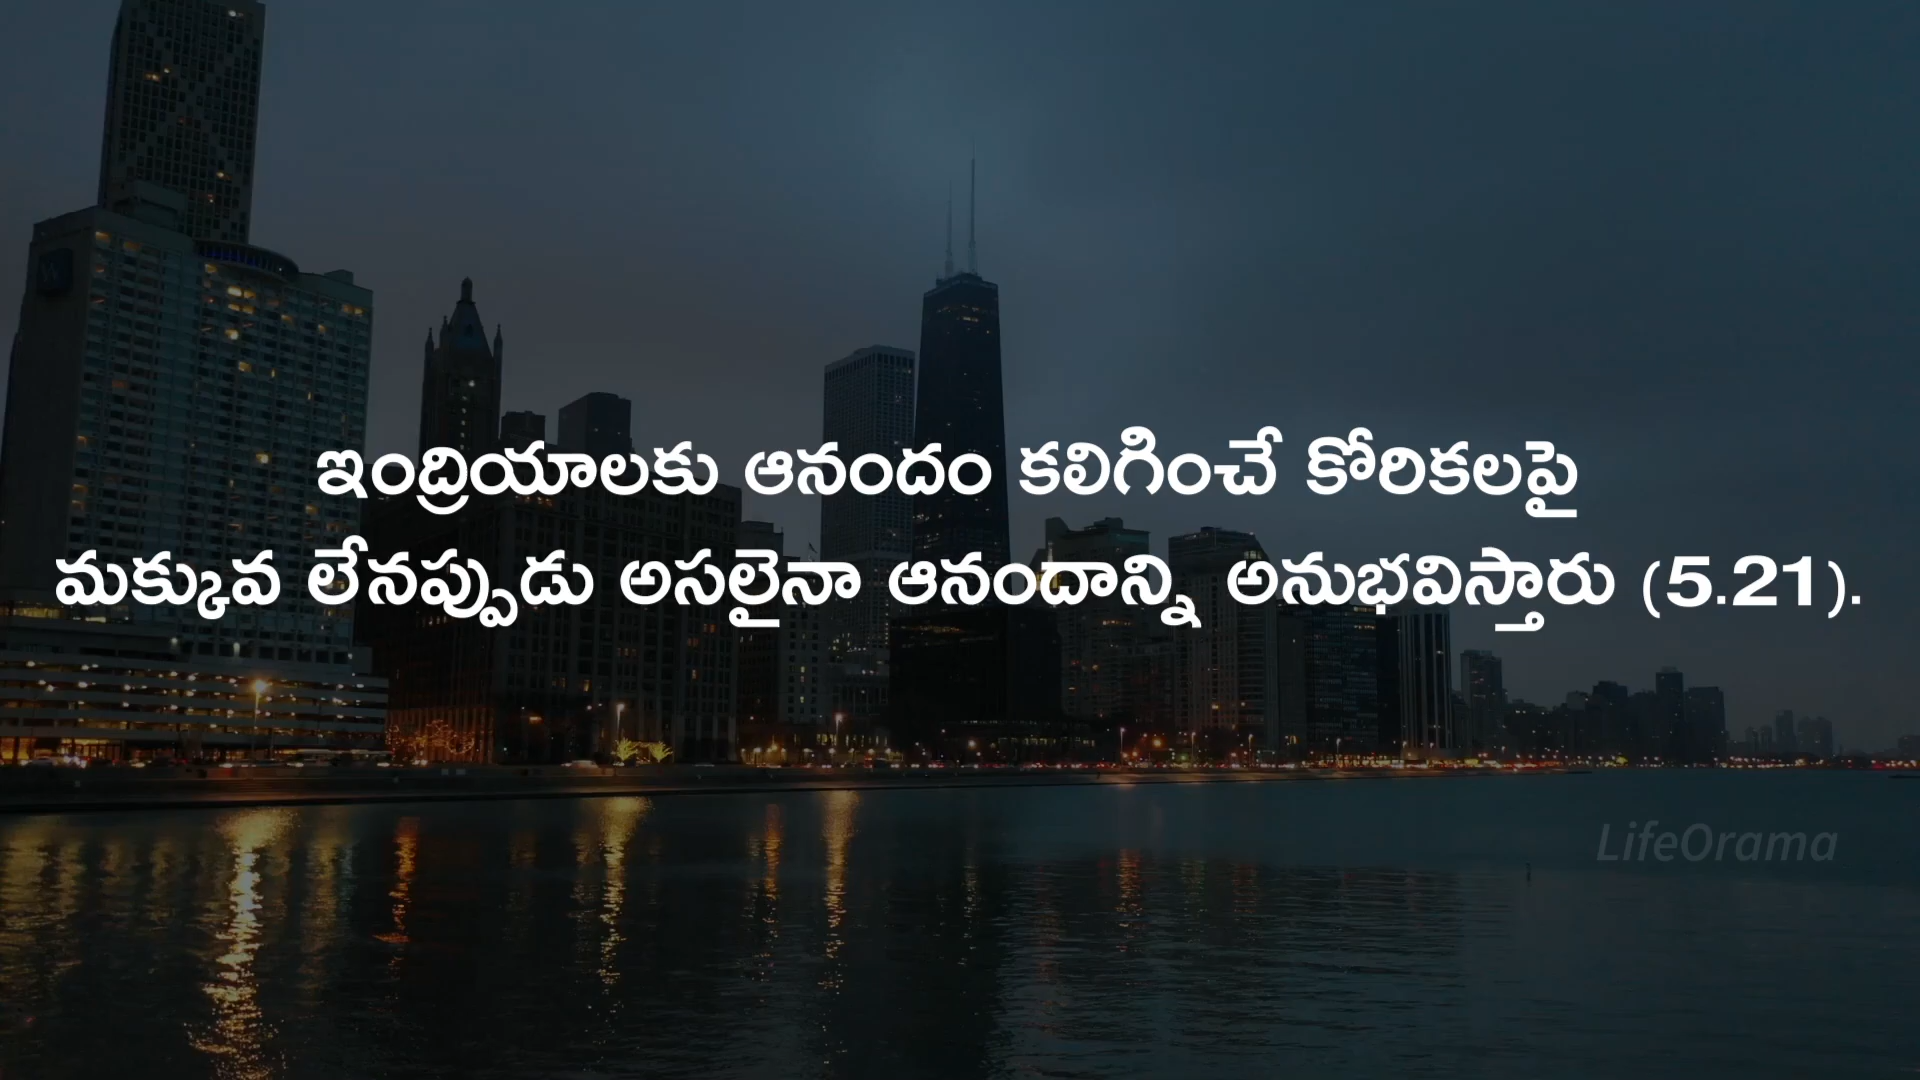 ఇంద్రియాలకు ఆనందం కలిగించే కోరికలపై
మక్కువ లేనప్పుడు అసలైనా ఆనందాన్ని అనుభవిస్తారు (5.21).
LifeOrama